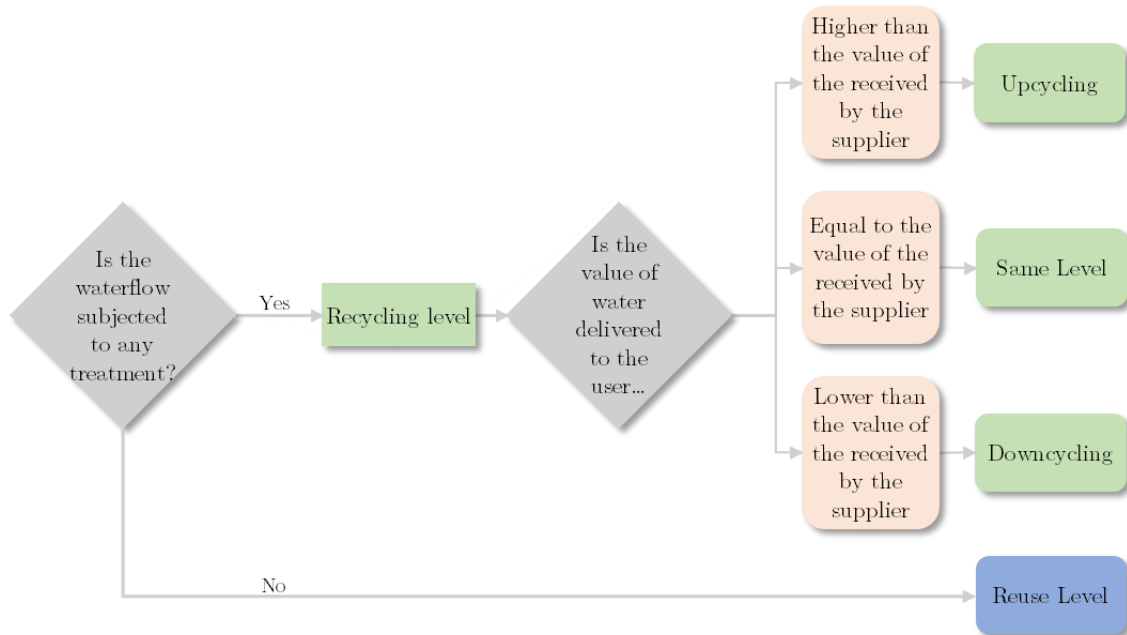 Is the
waterflow
subjected
to any
treatment?
Yes
Recycling level
Is the
value of
water
delivered
to the
user...
Higher than
the value of
the received
by the
supplier
Upcycling
Equal to the
value of the
received by
the supplier
Same Level
Lower than
the value of
the received
by the
supplier
Downcycling
No
Reuse Level